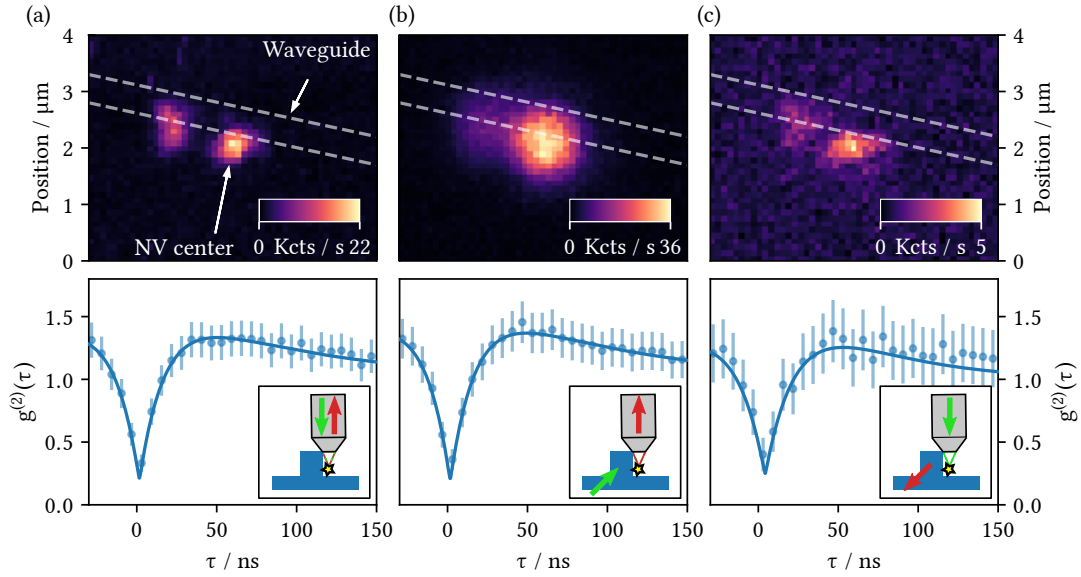 (a)
(b)
(c)
4
3
2
1
0
Position / μm
Waveguide
NV center
0 Kcts / s 22
0 Kcts / s 36
0 Kcts / s 5
4
3
2
1
0
Position / μm
1.5
1.0
0.5
0.0
g(2)(τ)
0 50 100 150
τ / ns
0 50 100 150
τ / ns
0 50 100 150
τ / ns
1.5
1.0
0.5
0.0
g(2)(τ)